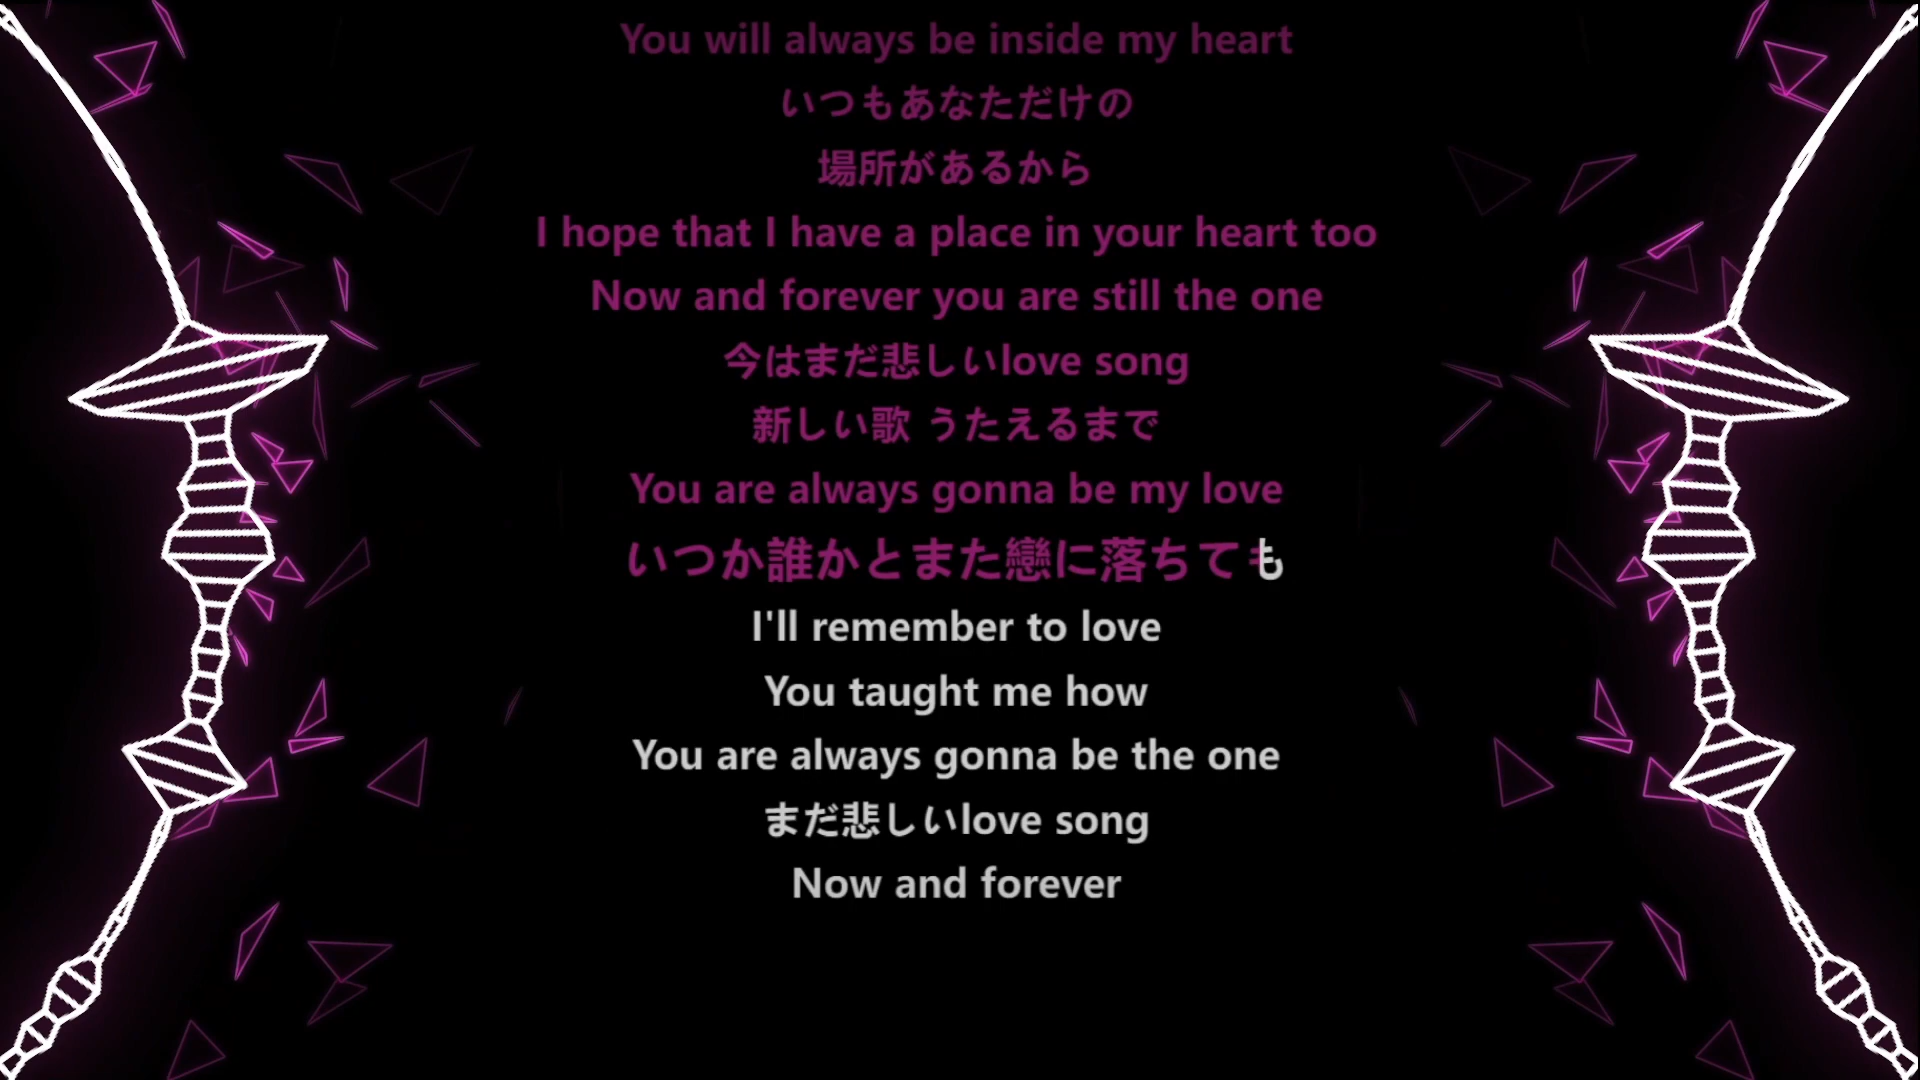 You will always be inside my heart
いつもあなただけの
場所があるから
I hope that I have a place in your heart too
Now and forever you are still the one
今はまだ悲しいlove song
新しい歌 うたえるまで
You are always gonna be my love
いつか誰かとまた戀に落ちても
I'll remember to love
You taught me how
You are always gonna be the one
まだ悲しいlove song
Now and forever